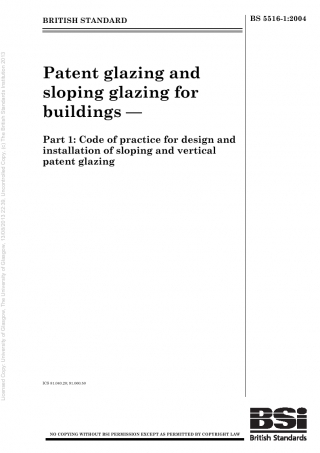 BRITISH STANDARD
BS 5516-1:2004
Patent glazing and
sloping glazing for
buildings —
Part 1: Code of practice for design and
installation of sloping and vertical
patent glazing
NO COPYING WITHOUT BSI PERMISSION EXCEPT AS PERMITTED BY COPYRIGHT LAW
BSi
British Standards